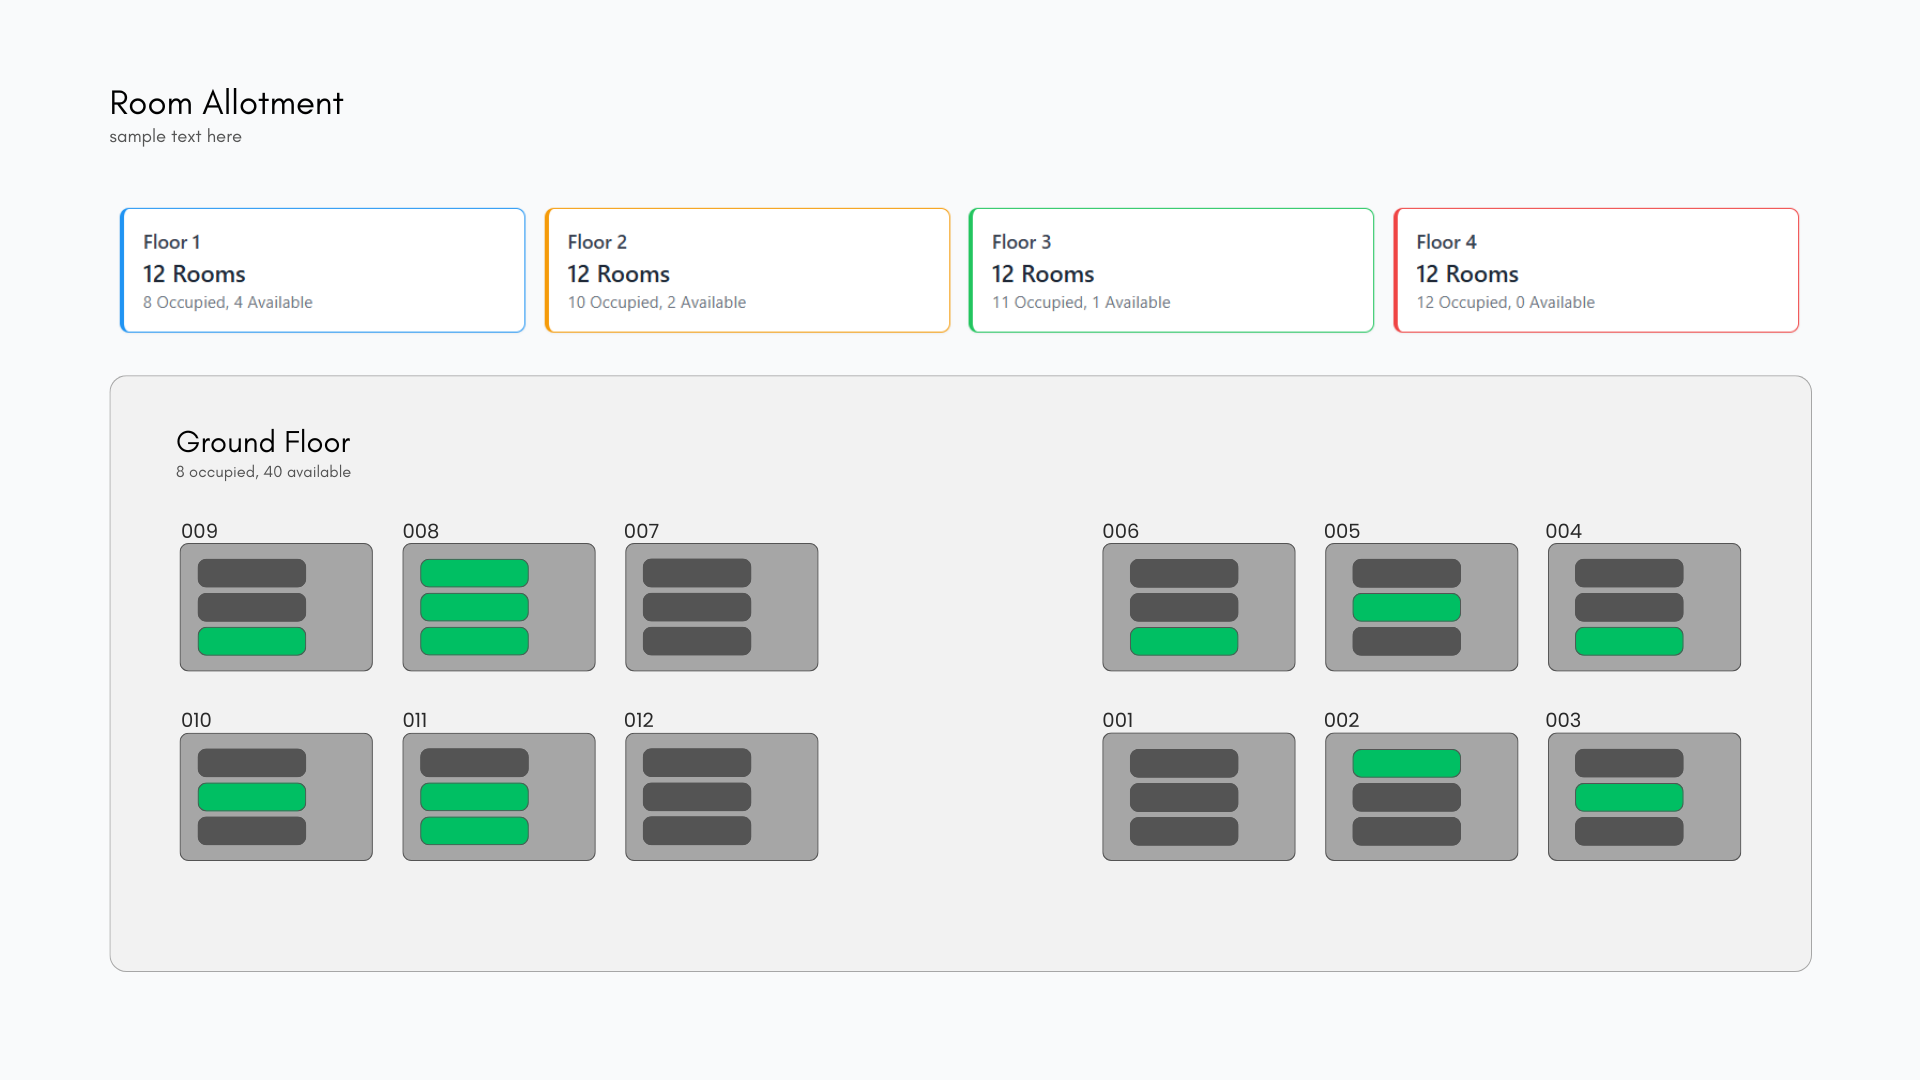 Room Allotment
sample text here
Floor 1
12 Rooms
8 Occupied, 4 Available
Floor 2
12 Rooms
10 Occupied, 2 Available
Floor 3
12 Rooms
11 Occupied, 1 Available
Floor 4
12 Rooms
12 Occupied, 0 Available
Ground Floor
8 occupied, 40 available
009
008
007
006
005
004
010
011
012
001
002
003